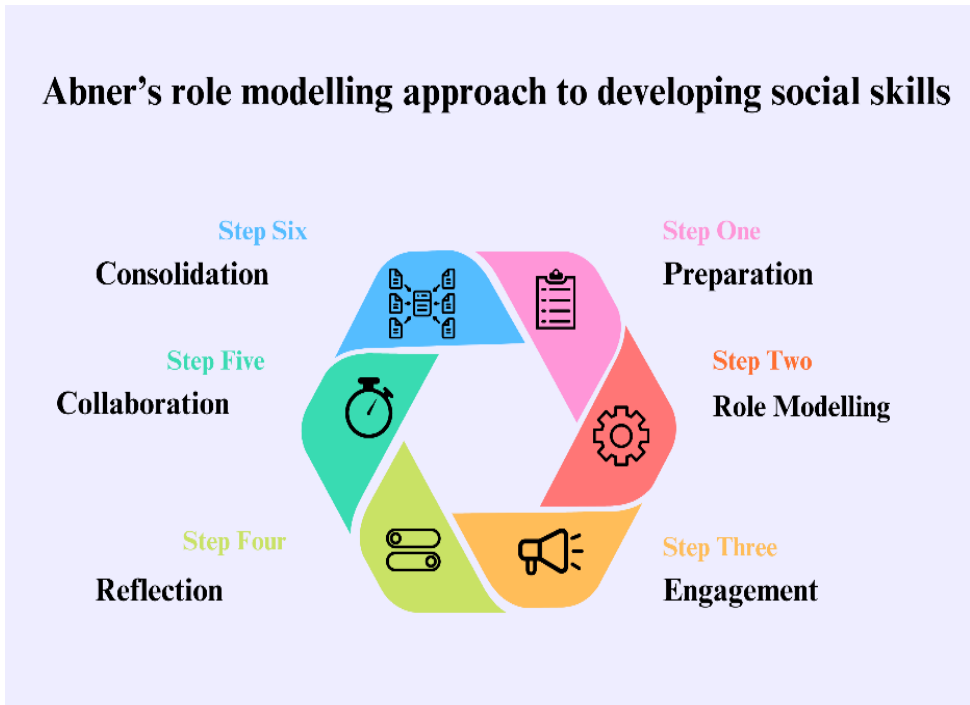 Abner’s role modelling approach to developing social skills
Step One
Preparation
Step Two
Role Modelling
Step Three
Engagement
Step Four
Reflection
Step Five
Collaboration
Step Six
Consolidation